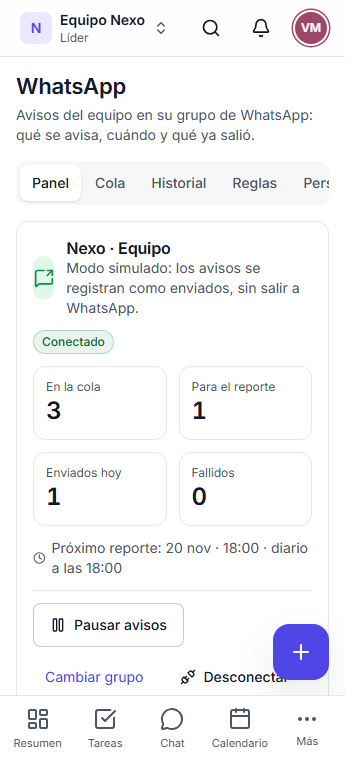 N
Equipo Nexo
Líder
VM
WhatsApp
Avisos del equipo en su grupo de WhatsApp:
qué se avisa, cuándo y qué ya salió.
Panel Cola Historial Reglas Pers
Nexo · Equipo
Modo simulado: los avisos se
registran como enviados, sin salir a
WhatsApp.
Conectado
En la cola
3
Para el reporte
1
Enviados hoy
1
Fallidos
0
Próximo reporte: 20 nov · 18:00 · diario
a las 18:00
Pausar avisos
Cambiar grupo
Desconectar
Resumen Tareas Chat Calendario Más